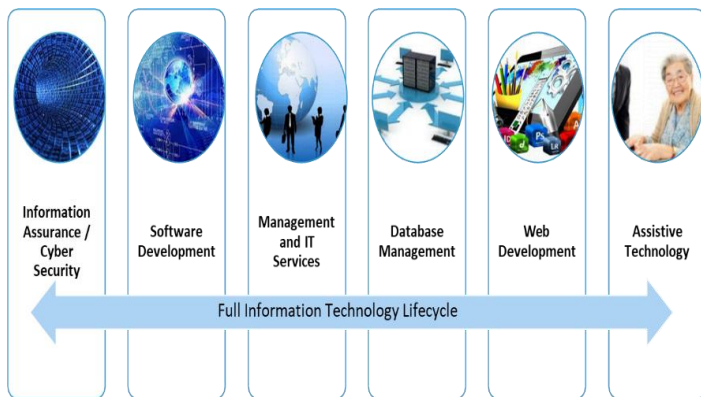 Information
Assurance /
Cyber
Security
Software
Development
Management
and IT
Services
Database
Management
Web
Development
Assistive
Technology
Full Information Technology Lifecycle
Ps